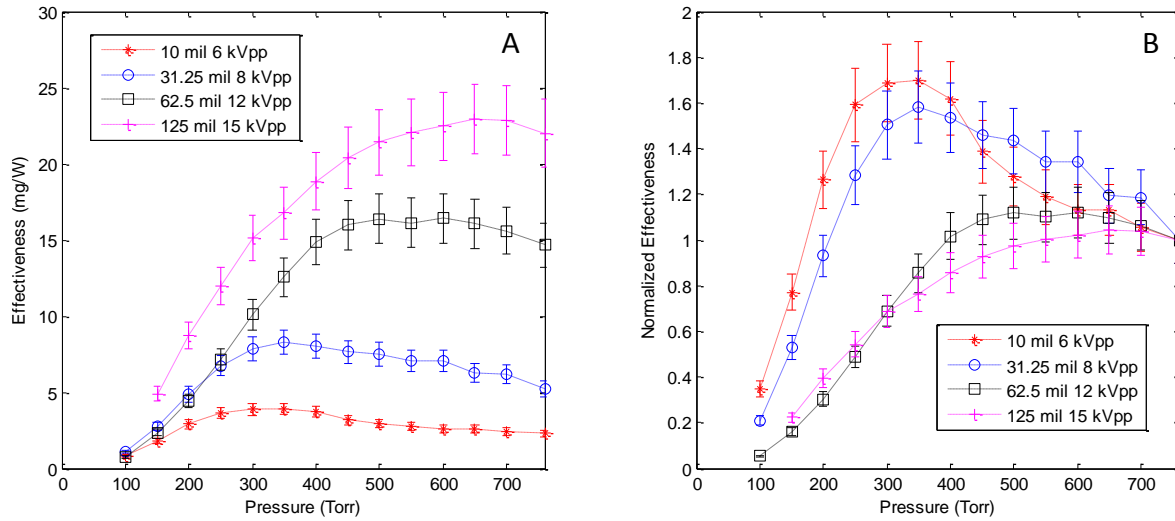 A
Effectiveness (mg/W)
30
25
20
15
10
5
0
10 mil 6 kVpp
31.25 mil 8 kVpp
62.5 mil 12 kVpp
125 mil 15 kVpp
0 100 200 300 400 500 600 700
Pressure (Torr)
B
Normalized Effectiveness
2
1.8
1.6
1.4
1.2
1
0.8
0.6
0.4
0.2
0
10 mil 6 kVpp
31.25 mil 8 kVpp
62.5 mil 12 kVpp
125 mil 15 kVpp
0 100 200 300 400 500 600 700
Pressure (Torr)